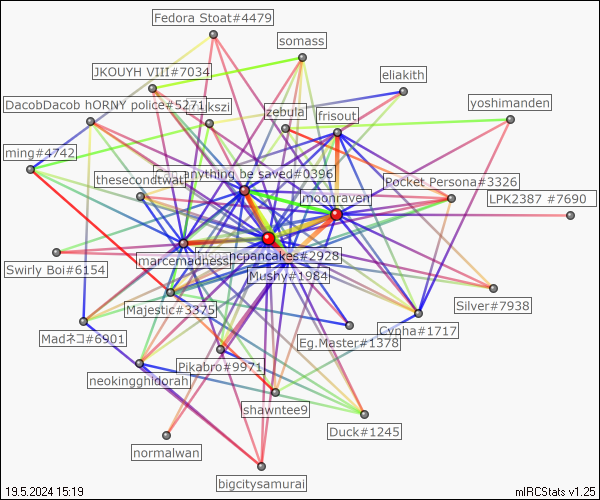 Fedora Stoat#4479
somass
JKOUYH VIII#7034
eliakith
DacobDacob hORNY police#5271
kszi
zebula
frisout
yoshimanden
ming#4742
anything be saved#0396
thesecondtwat
Pocket Persona#3326
moonraven
LPK2387 #7690
marcemadness
ncpancakes#2928
Swirly Boi#6154
Mushy#1984
Majestic#3375
Silver#7938
Cynha#1717
Madネコ#6901
Eg.Master#1378
Pikabro#9971
neokingghidorah
shawntee9
Duck#1245
normalwan
bigcitysamurai
19.5.2024 15:19
mIRCStats v1.25